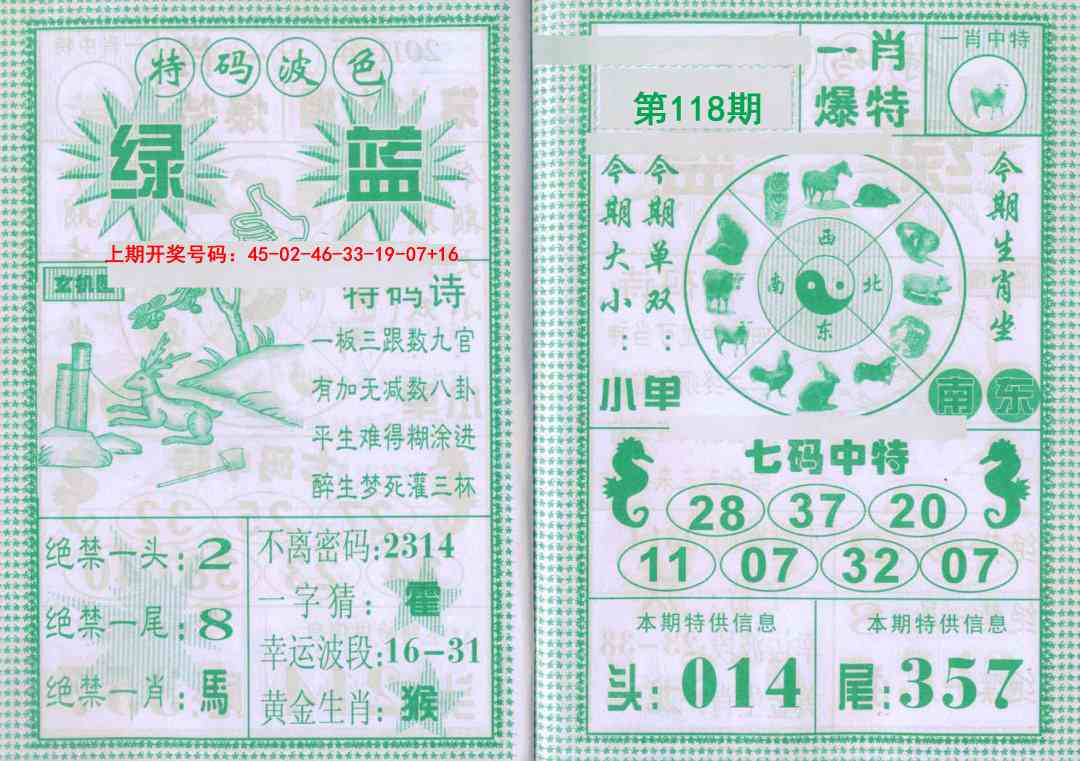 特码波色
绿 蓝
上期开奖号码：45-02-46-33-19-07+16
玄机
特码诗
一板三跟数九官
有加无减数八卦
平生难得糊涂进
醉生梦死灌三杯
绝禁一头：2
绝禁一尾：8
绝禁一肖：馬
不离密码：2314
一字猜：霍
幸运波段：16-31
黄金生肖：猴
第118期
一肖
爆特
一肖中特
今期大小：小
今期单双：单
西
南 北
东
今期生肖坐
南 东
七码中特
28 37 20
11 07 32 07
本期特供信息
头：014
本期特供信息
尾：357